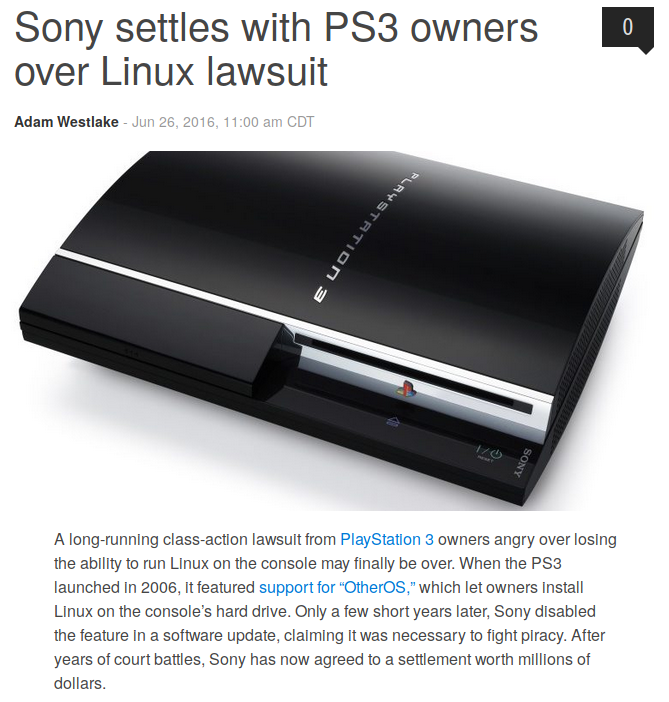 Sony settles with PS3 owners
over Linux lawsuit
0
Adam Westlake - Jun 26, 2016, 11:00 am CDT
PLAYSTATION 3
SONY
A long-running class-action lawsuit from PlayStation 3 owners angry over losing
the ability to run Linux on the console may finally be over. When the PS3
launched in 2006, it featured support for “OtherOS,” which let owners install
Linux on the console’s hard drive. Only a few short years later, Sony disabled
the feature in a software update, claiming it was necessary to fight piracy. After
years of court battles, Sony has now agreed to a settlement worth millions of
dollars.